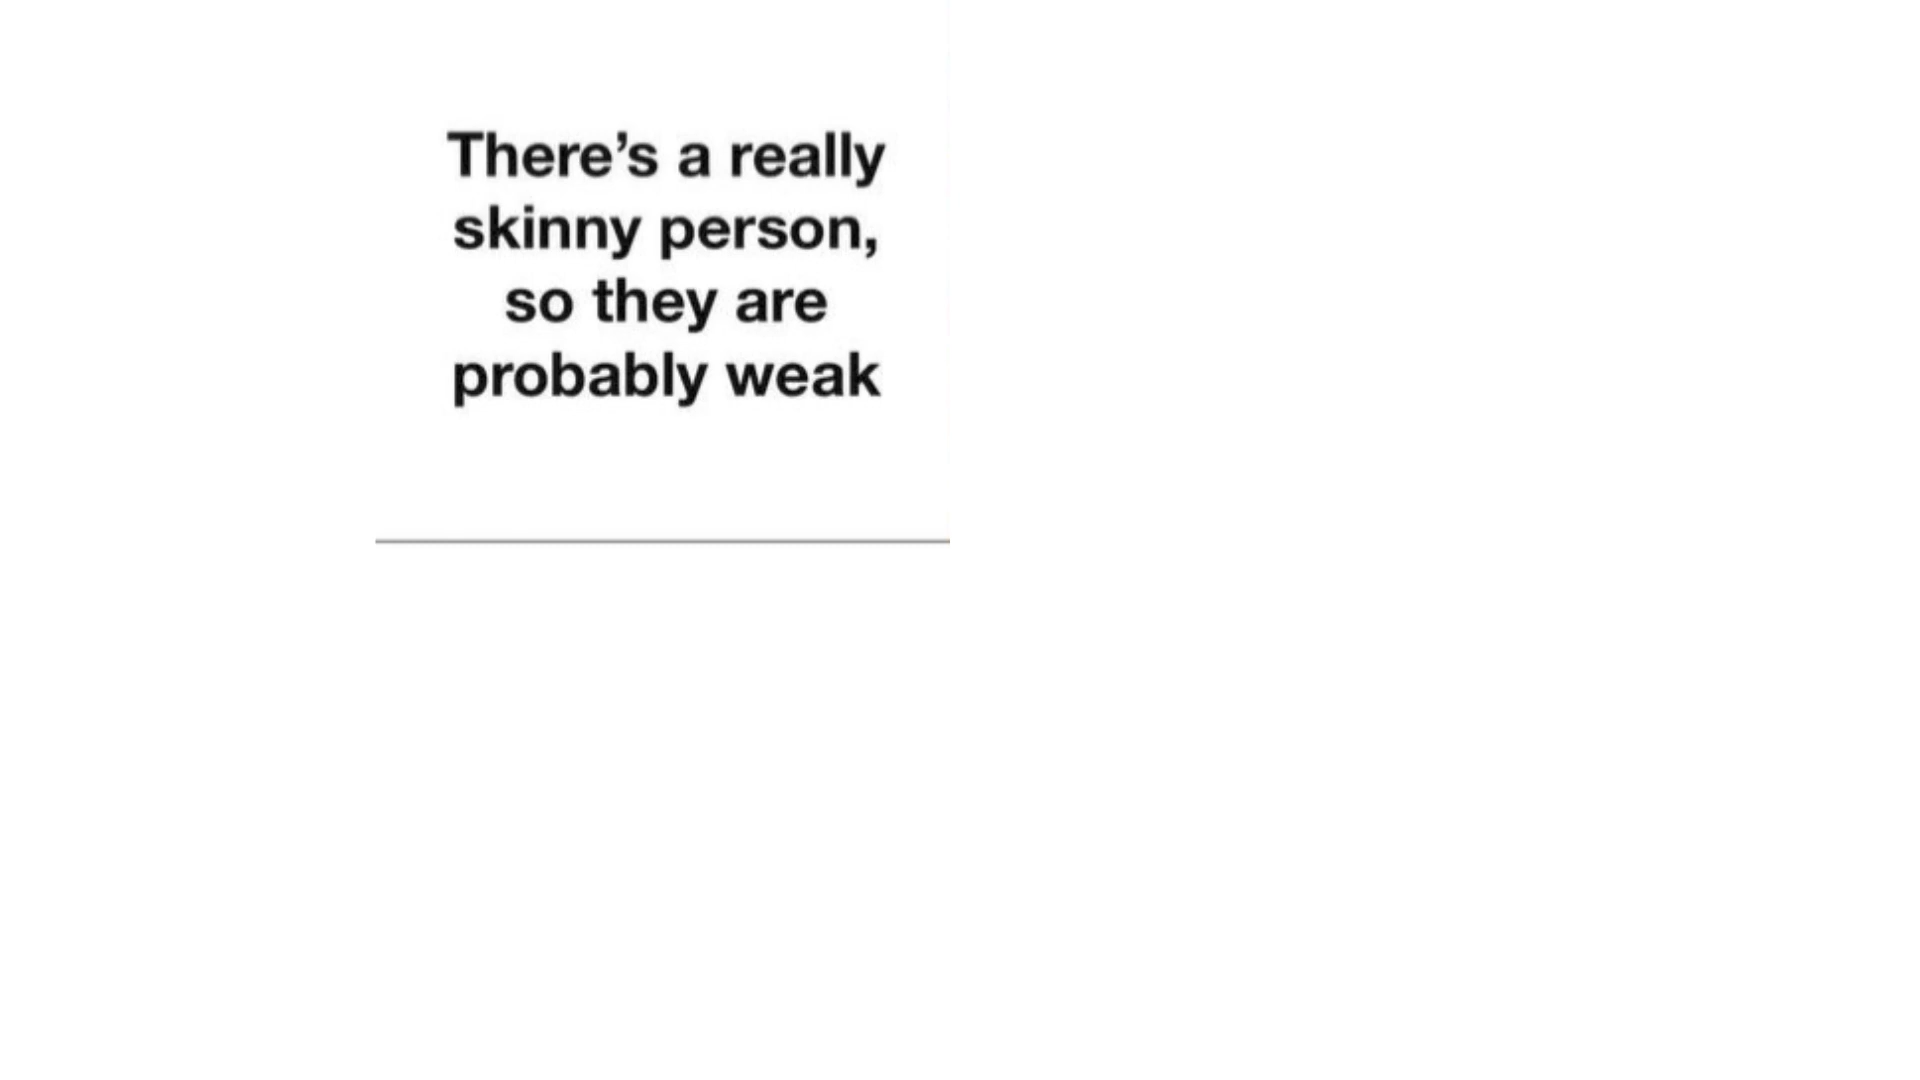 There’s a really
skinny person,
so they are
probably weak